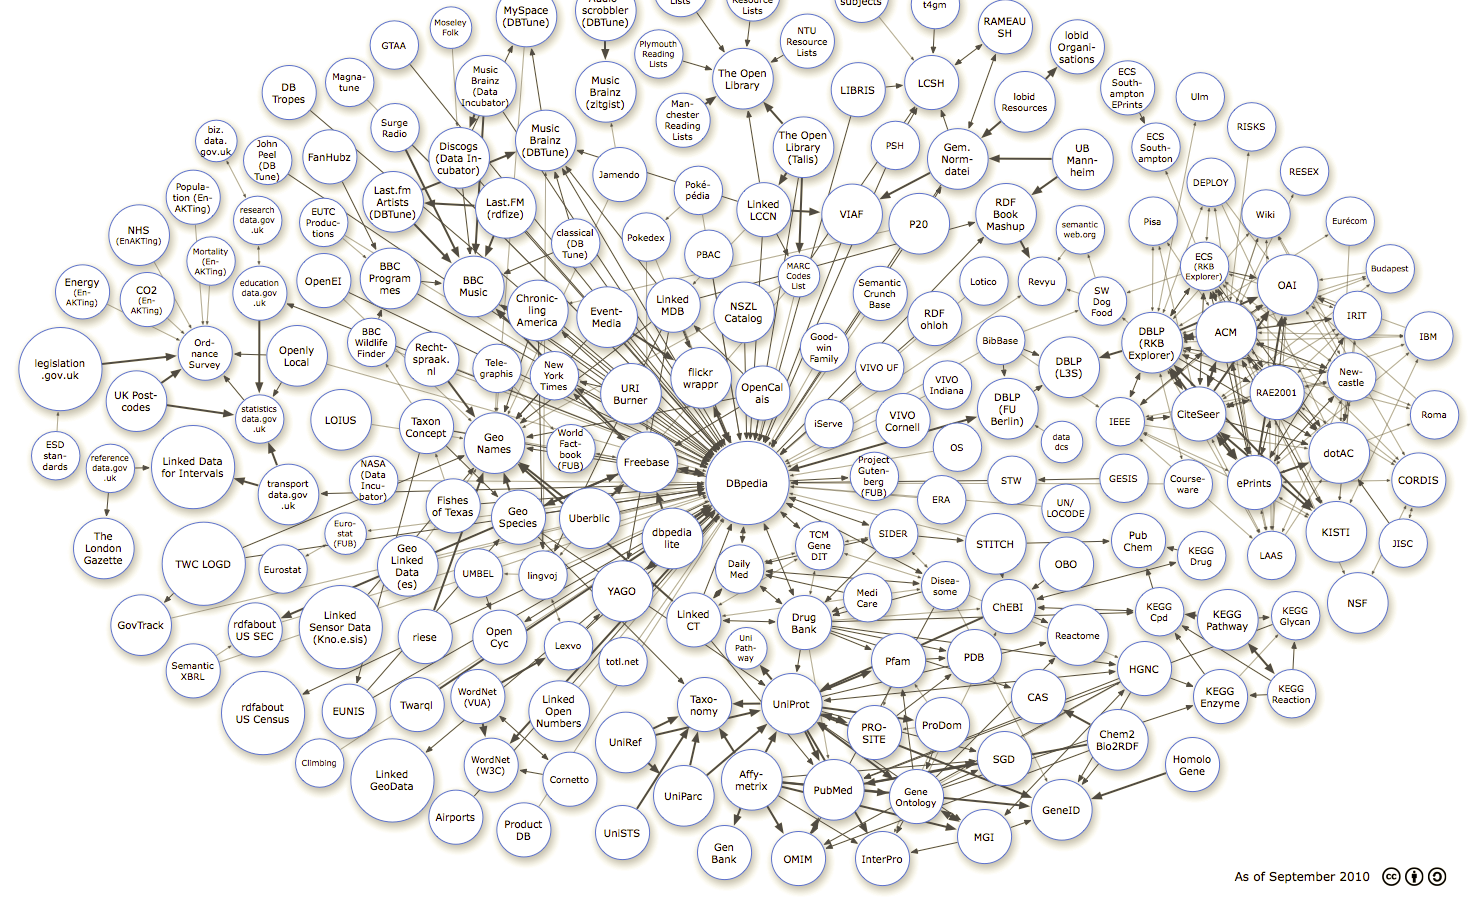 Lists
Resource
Lists
subjects
t4gm
MySpace
(DBTune)
Audio
scrobbler
(DBTune)
Moseley
Folk
RAMEAU
SH
lobid
Organi-
sations
GTAA
Plymouth
Reading
Lists
NTU
Resource
Lists
The Open
Library
LIBRIS
LCSH
lobid
Resources
ECS
South-
ampton
EPrints
Ulm
DB
Tropes
Magna-
tune
Music
Brainz
(Data
Incubator)
Music
Brainz
(zitgist)
Man-
chester
Reading
Lists
RISKS
biz.
data.
gov.uk
John
Peel
(DB
Tune)
FanHubz
Surge
Radio
Discogs
(Data In-
cubator)
Music
Brainz
(DBTune)
The Open
Library
(Talis)
PSH
Gem.
Norm-
datei
UB
Mann-
heim
ECS
South-
ampton
RESEX
Popula-
tion (En-
AKTing)
research
data.gov
.uk
EUTC
Produc-
tions
Last.fm
Artists
(DBTune)
Last.FM
(rdfize)
Jamendo
Poké-
pédia
Linked
LCCN
VIAF
P20
RDF
Book
Mashup
semantic
web.org
DEPLOY
Pisa
Wiki
Eurécom
NHS
(EnAKTing)
Mortality
(En-
AKTing)
classical
(DB
Tune)
Pokedex
PBAC
MARC
Codes
List
Energy
(En-
AKTing)
CO2
(En-
AKTing)
education
data.gov
.uk
OpenEI
BBC
Program
mes
BBC
Music
Chronic-
ling
America
Event-
Media
Linked
MDB
NSZL
Catalog
Semantic
Crunch
Base
RDF
ohloh
Lotico
Revyu
SW
Dog
Food
ECS
(RKB
Explorer)
OAI
Budapest
legislation
.gov.uk
Ord-
nance
Survey
Openly
Local
BBC
Wildlife
Finder
Recht-
spraak.
nl
Tele-
graphis
New
York
Times
URI
Burner
flickr
wrappr
OpenCal
ais
Good-
win
Family
VIVO UF
VIVO
Indiana
BibBase
DBLP
(L3S)
DBLP
(RKB
Explorer)
ACM
IRIT
IBM
UK Post-
codes
statistics
data.gov
.uk
LOIUS
Taxon
Concept
Geo
Names
World
Fact-
book
(FUB)
Freebase
DBpedia
iServe
VIVO
Cornell
DBLP
(FU
Berlin)
OS
data
dcs
IEEE
CiteSeer
RAE2001
New-
castle
Roma
ESD
stan-
dards
reference
data.gov
.uk
Linked Data
for Intervals
transport
data.gov
.uk
NASA
(Data
Incu-
bator)
Fishes
of Texas
Geo
Species
Uberblic
dbpedia
lite
Project
Guten-
berg
(FUB)
ERA
STW
UN/
LOCODE
GESIS
Course-
ware
ePrints
dotAC
CORDIS
The
London
Gazette
TWC LOGD
Eurostat
Euro-
stat
(FUB)
Geo
Linked
Data
(es)
UMBEL
lingvoj
YAGO
Daily
Med
TCM
Gene
DIT
SIDER
STITCH
Pub
Chem
KEGG
Drug
LAAS
KISTI
JISC
GovTrack
rdfabout
US SEC
Linked
Sensor Data
(Kno.e.sis)
riese
Open
Cyc
Lexvo
Linked
CT
Drug
Bank
Medi
Care
Disea-
some
OBO
ChEBI
KEGG
Cpd
KEGG
Pathway
KEGG
Glycan
NSF
Semantic
XBRL
totl.net
Uni
Path-
way
Pfam
PDB
Reactome
HGNC
rdfabout
US Census
EUNIS
Twarql
WordNet
(VUA)
Linked
Open
Numbers
Taxo-
nomy
UniProt
PRO-
SITE
ProDom
CAS
KEGG
Enzyme
KEGG
Reaction
Climbing
Linked
GeoData
WordNet
(W3C)
Cornetto
UniRef
UniParc
Affy-
metrix
PubMed
Gene
Ontology
SGD
Chem2
Bio2RDF
Homolo
Gene
Airports
Product
DB
UniSTS
Gen
Bank
OMIM
InterPro
MGI
GeneID
As of September 2010
cc